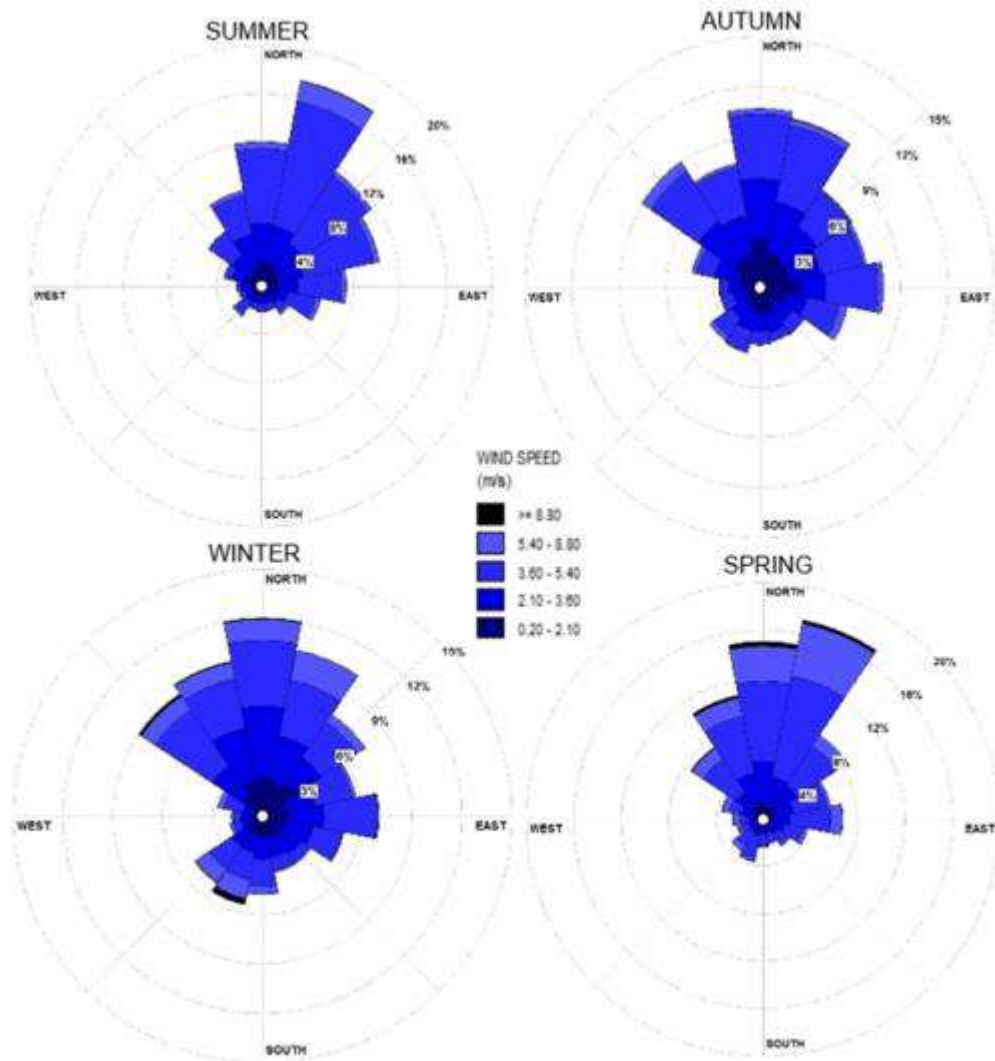 SUMMER
NORTH
20%
16%
12%
8%
4%
WEST
EAST
SOUTH
AUTUMN
NORTH
15%
9%
6%
3%
WEST
EAST
SOUTH
WIND SPEED
(m/s)
5.40 - 8.80
3.60 - 5.40
2.10 - 3.60
0.20 - 2.10
WINTER
NORTH
15%
12%
9%
6%
3%
WEST
EAST
SOUTH
SPRING
NORTH
20%
16%
12%
8%
4%
WEST
EAST
SOUTH